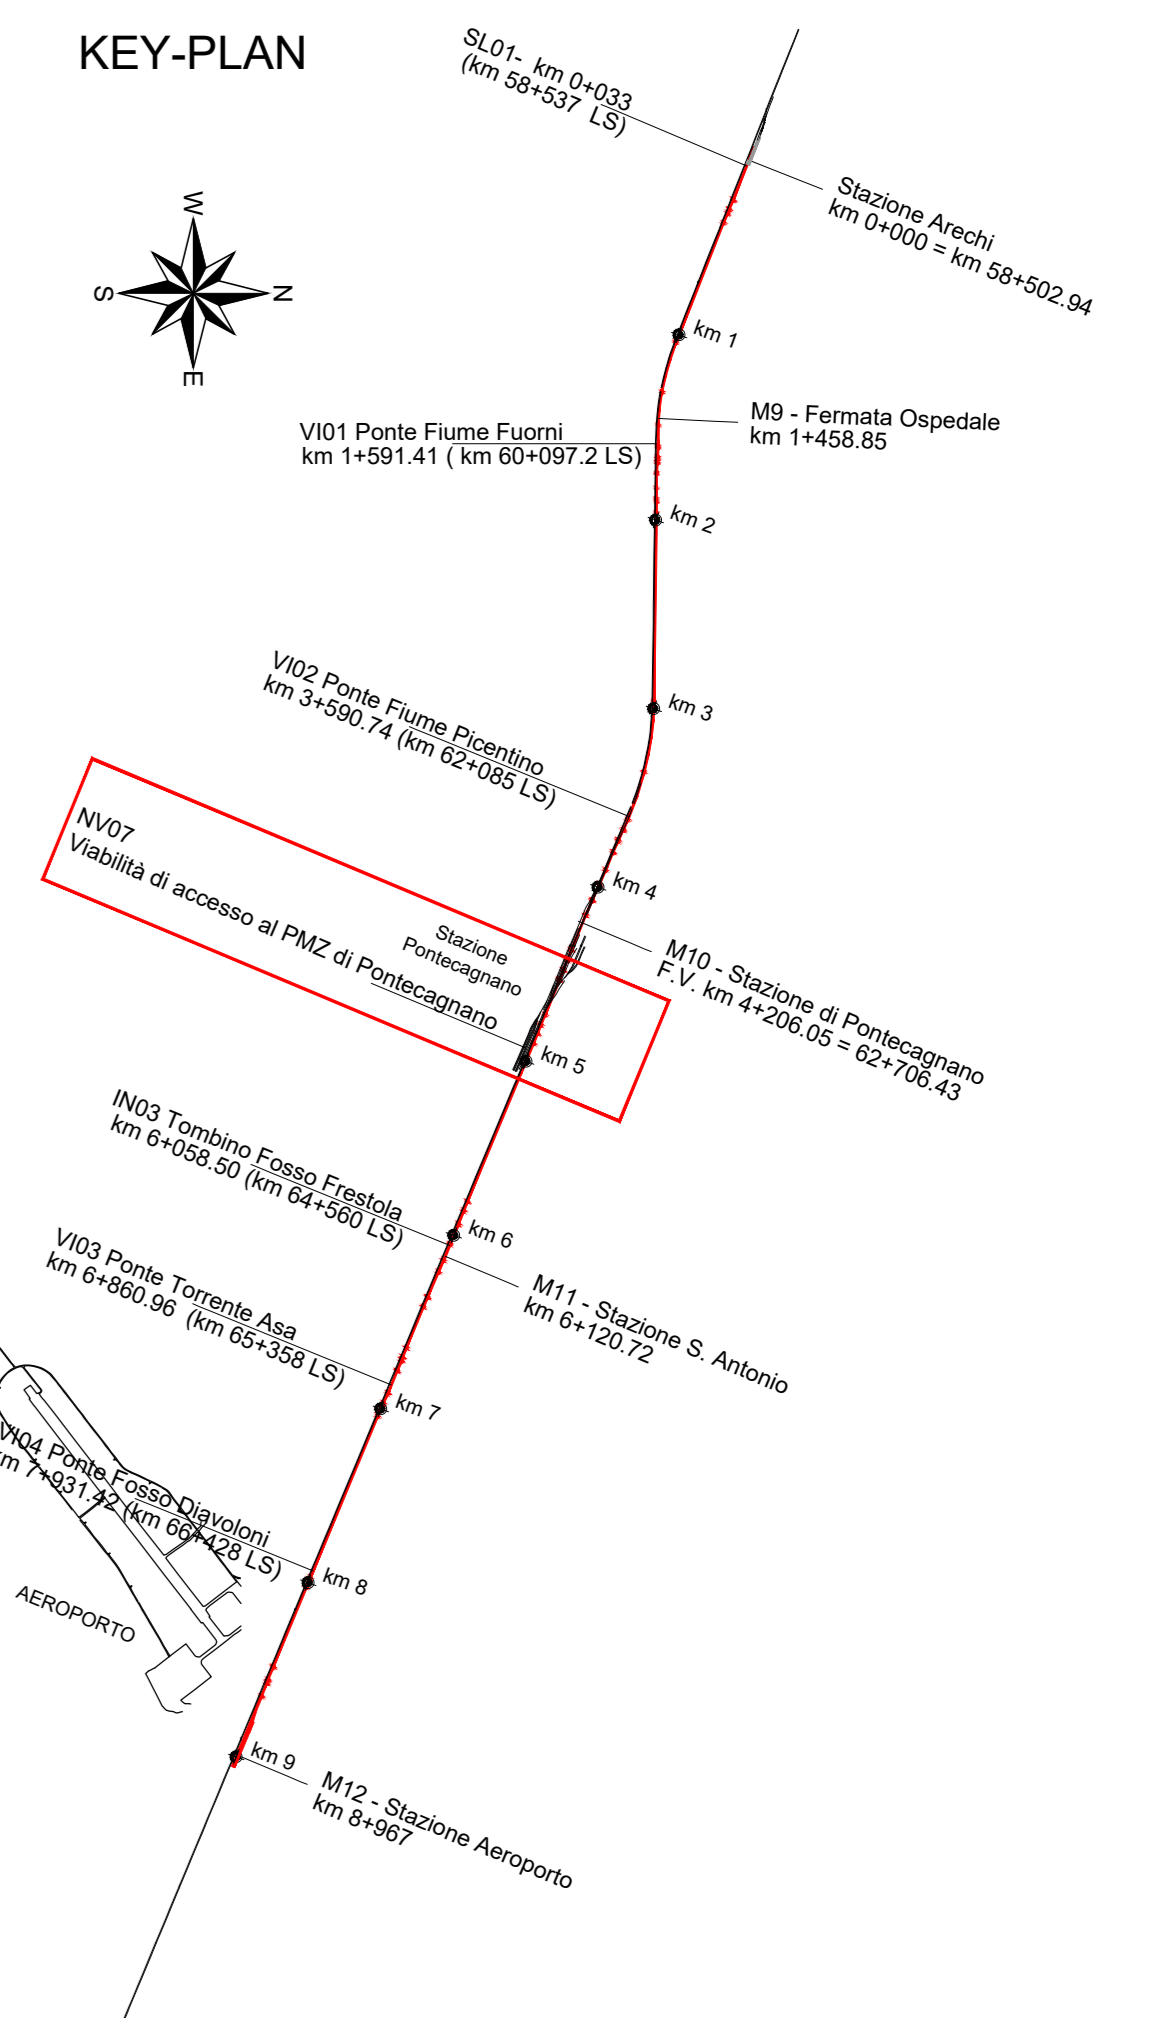 KEY-PLAN
SL01- km 0+033
(km 58+537 LS)
Stazione Arechi
km 0+000 = km 58+502.94
W
S
N
E
km 1
M9 - Fermata Ospedale
km 1+458.85
VI01 Ponte Fiume Fuorni
km 1+591.41 ( km 60+097.2 LS)
km 2
VI02 Ponte Fiume Picentino
km 3+590.74 (km 62+085 LS)
km 3
NV07
Viabilità di accesso al PMZ di Pontecagnano
km 4
Stazione
Pontecagnano
M10 - Stazione di Pontecagnano
F.V. km 4+206.05 = 62+706.43
km 5
IN03 Tombino Fosso Frestola
km 6+058.50 (km 64+560 LS)
km 6
M11 - Stazione S. Antonio
km 6+120.72
VI03 Ponte Torrente Asa
km 6+860.96 (km 65+358 LS)
km 7
VI04 Ponte Fosso Diavoloni
km 7+931.42 (km 66+428 LS)
km 8
AEROPORTO
km 9
M12 - Stazione Aeroporto
km 8+967